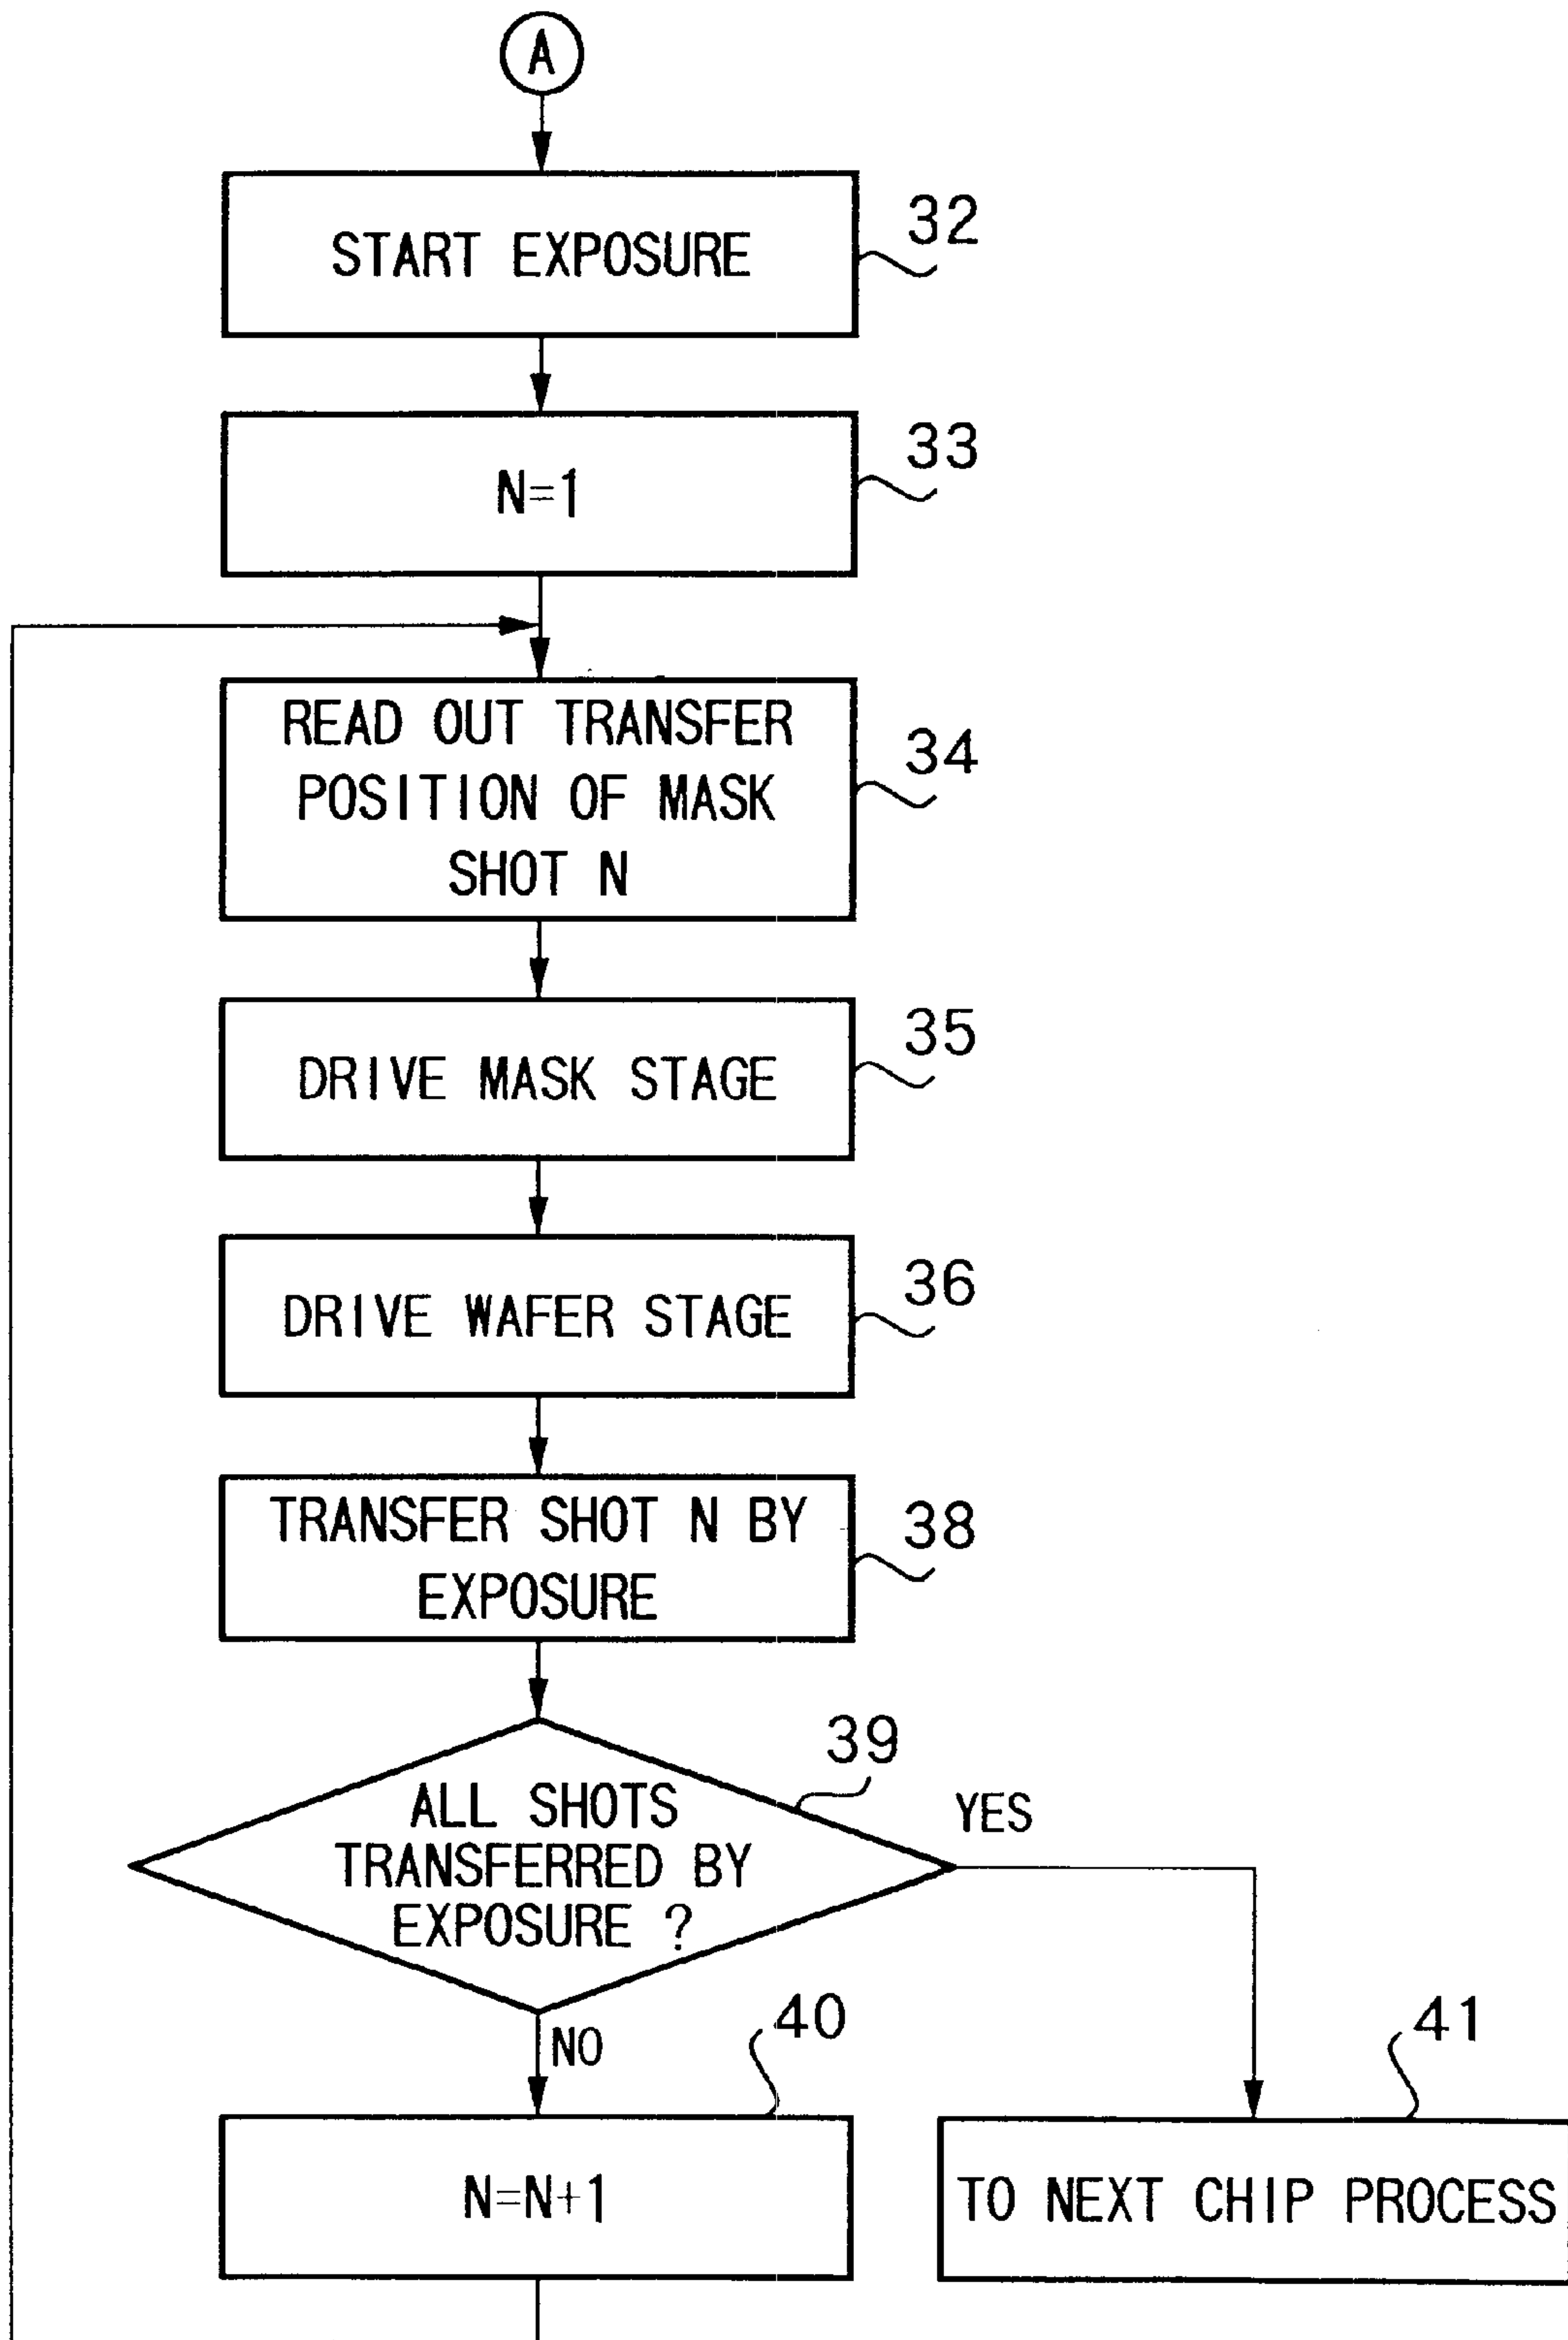 A
START EXPOSURE
32
N=1
33
READ OUT TRANSFER
POSITION OF MASK
SHOT N
34
DRIVE MASK STAGE
35
DRIVE WAFER STAGE
36
TRANSFER SHOT N BY
EXPOSURE
38
ALL SHOTS
TRANSFERRED BY
EXPOSURE ?
39
YES
NO
N=N+1
40
TO NEXT CHIP PROCESS
41